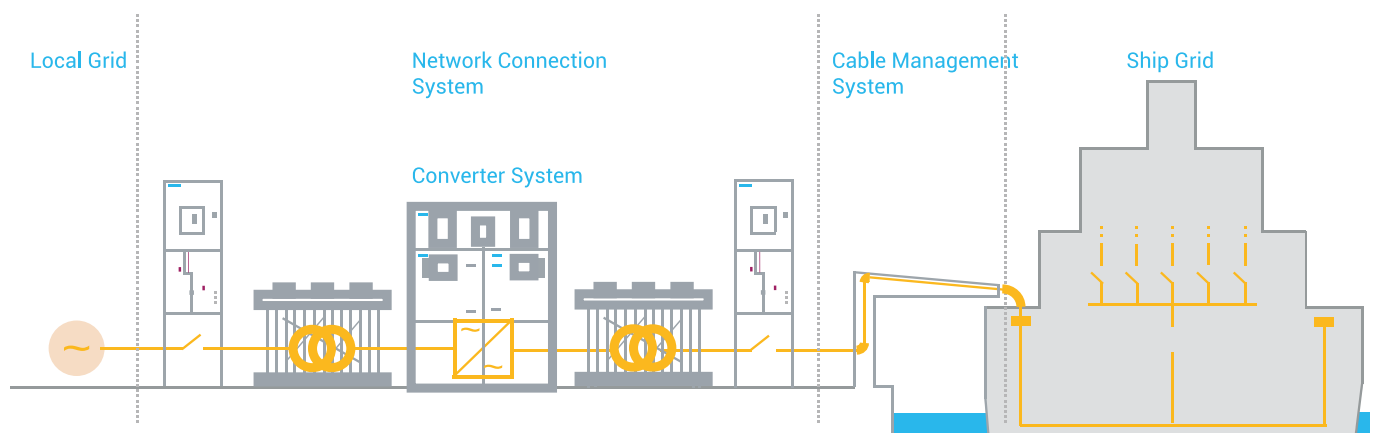 Local Grid
Network Connection
System
Cable Management
System
Ship Grid
Converter System